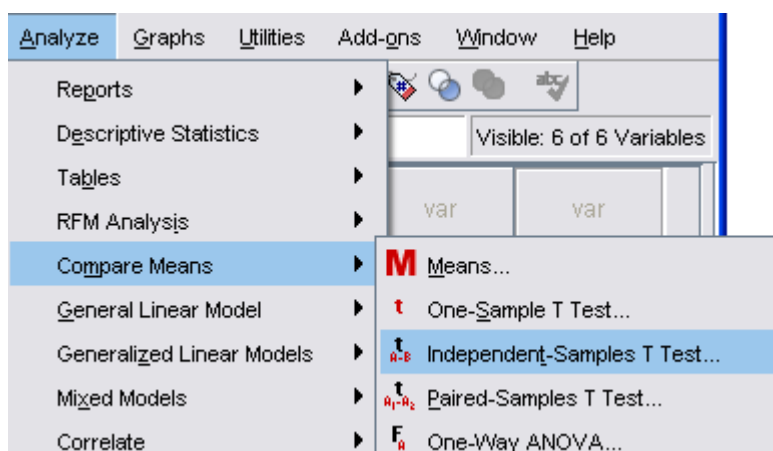 Analyze Graphs Utilities Add-ons Window Help
Reports
Descriptive Statistics
Visible: 6 of 6 Variables
Tables
var var
RFM Analysis
Compare Means
M Means...
General Linear Model
t One-Sample T Test...
Generalized Linear Models
t A-B Independent-Samples T Test...
Mixed Models
t A₁-A₂ Paired-Samples T Test...
Correlate
F A One-Way ANOVA...